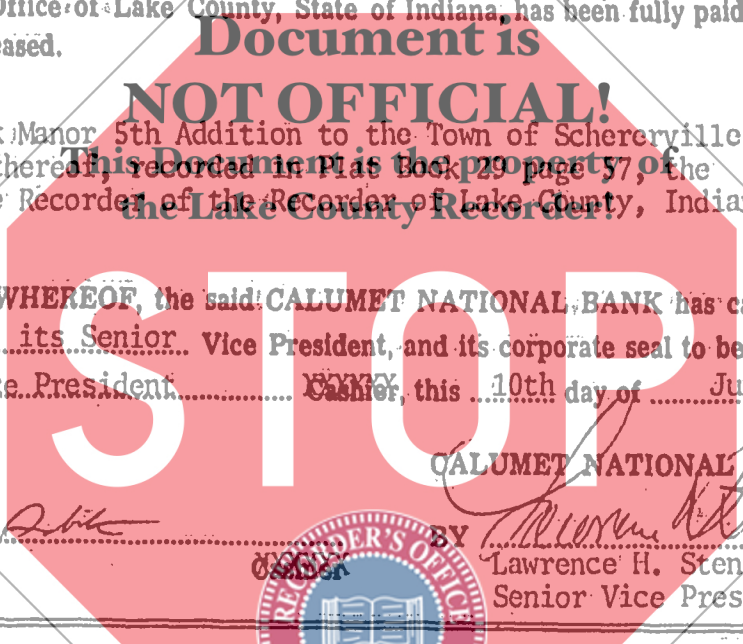 Office of Lake County, State of Indiana, has been fully paid
eased.
Document is
NOT OFFICIAL!
Manor 5th Addition to the Town of Schererville
thereof, recorded in Plat Book 29 page 57, the
This Document is the property of
Recorder of the Recorder of Lake County, India
the Lake County Recorder!
WHEREOF, the said CALUMET NATIONAL BANK has ca
its Senior Vice President, and its corporate seal to be
e President Cashier, this 10th day of Ju
STOP
CALUMET NATIONAL
BY
Cashier
Lawrence H. Sten
Senior Vice Pres
RECORDER'S OFFICE